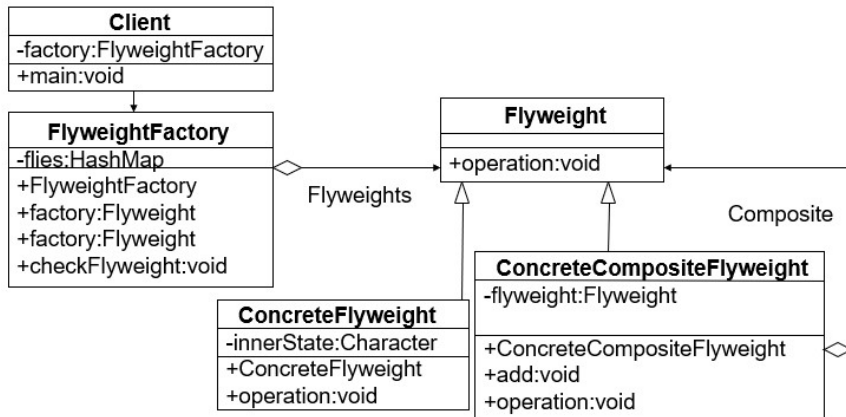 Client
-factory:FlyweightFactory
+main:void
FlyweightFactory
-flies:HashMap
+FlyweightFactory
+factory:Flyweight
+factory:Flyweight
+checkFlyweight:void
Flyweights
Flyweight
+operation:void
Composite
ConcreteFlyweight
-innerState:Character
+ConcreteFlyweight
+operation:void
ConcreteCompositeFlyweight
-flyweight:Flyweight
+ConcreteCompositeFlyweight
+add:void
+operation:void